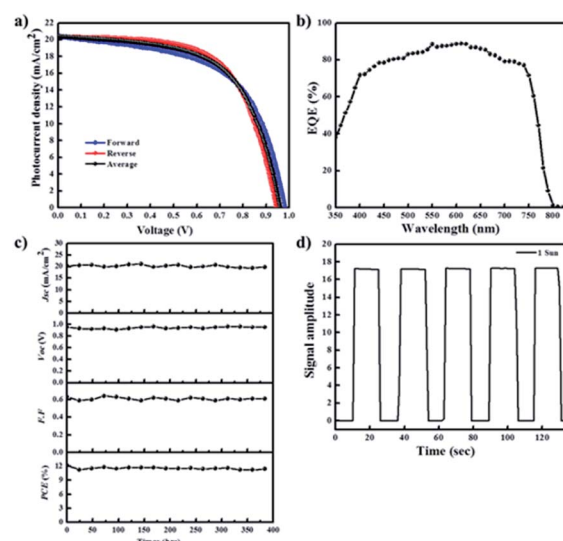 a)
Photocurrent density (mA/cm²)
22
20
18
16
14
12
10
8
6
4
2
0
Forward
Reverse
Average
0.0 0.1 0.2 0.3 0.4 0.5 0.6 0.7 0.8 0.9 1.0
Voltage (V)
b)
EQE (%)
100
80
60
40
20
0
350 400 450 500 550 600 650 700 750 800
Wavelength (nm)
c)
Jsc (mA/cm²)
30
25
20
15
10
5
0
Voc (V)
1.0
0.8
0.6
0.4
0.2
0.0
F.F
0.6
0.4
0.2
0.0
PCE (%)
12
9
6
3
0
0 50 100 150 200 250 300 350 400
d)
Signal amplitude
20
18
16
14
12
10
8
6
4
2
0
1 Sun
0 20 40 60 80 100 120
Time (sec)